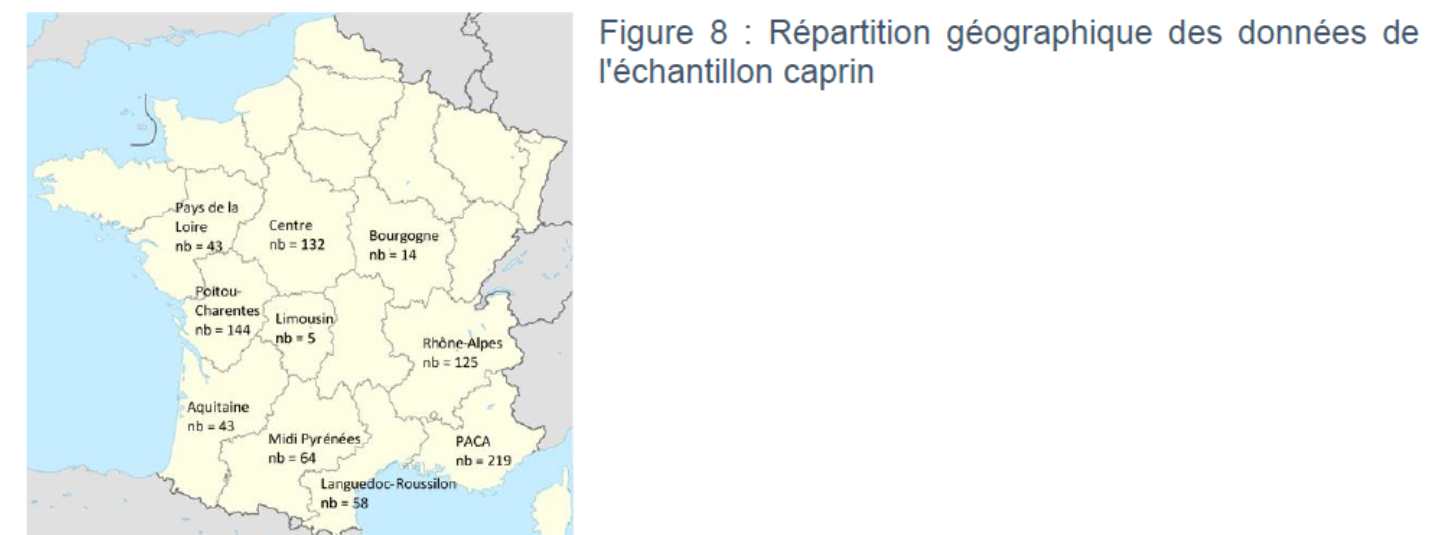 Figure 8 : Répartition géographique des données de
l'échantillon caprin
Pays de la
Loire
nb = 43
Centre
nb = 132
Bourgogne
nb = 14
Poitou-
Charentes
nb = 144
Limousin
nb = 5
Rhône-Alpes
nb = 125
Aquitaine
nb = 43
Midi Pyrénées
nb = 64
PACA
nb = 219
Languedoc-Roussilon
nb = 58